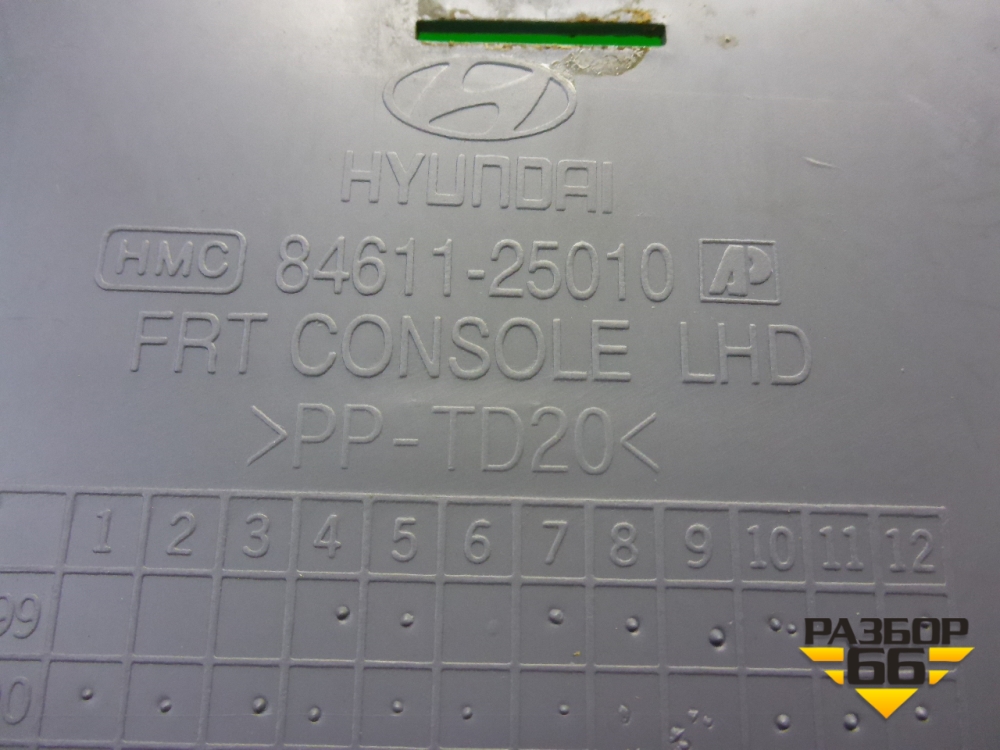 HYUNDAI
HMC 84611-25010 AP
FRT CONSOLE LHD
>PP-TD20<
1 2 3 4 5 6 7 8 9 10 11 12
99
00
РАЗБОР
66